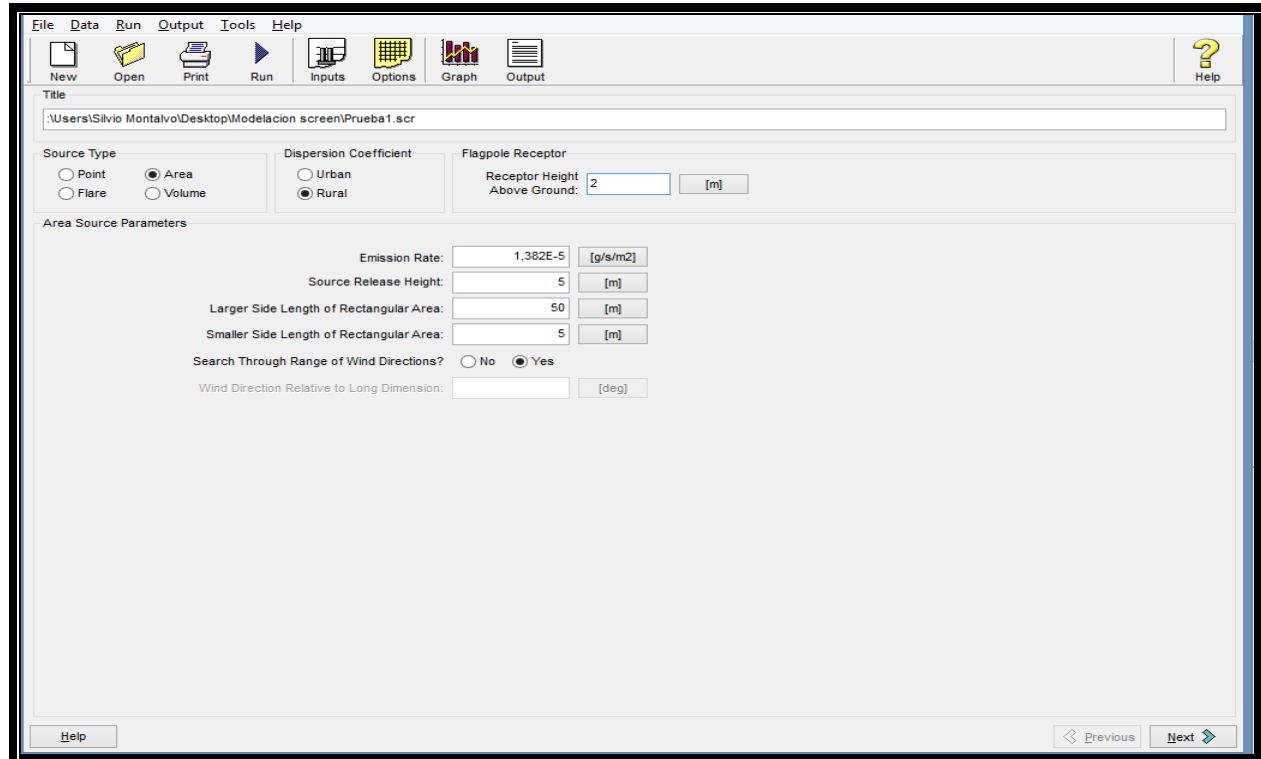 File Data Run Output Tools Help
New Open Print Run Inputs Options Graph Output Help
Title
:\Users\Silvio Montalvo\Desktop\Modelacion screen\Prueba1.scr
Source Type Dispersion Coefficient Flagpole Receptor
Point Area Urban Receptor Height
Above Ground: 2 [m]
Flare Volume Rural
Area Source Parameters
Emission Rate: 1,382E-5 [g/s/m2]
Source Release Height: 5 [m]
Larger Side Length of Rectangular Area: 50 [m]
Smaller Side Length of Rectangular Area: 5 [m]
Search Through Range of Wind Directions? No Yes
Wind Direction Relative to Long Dimension: [deg]
Help Previous Next